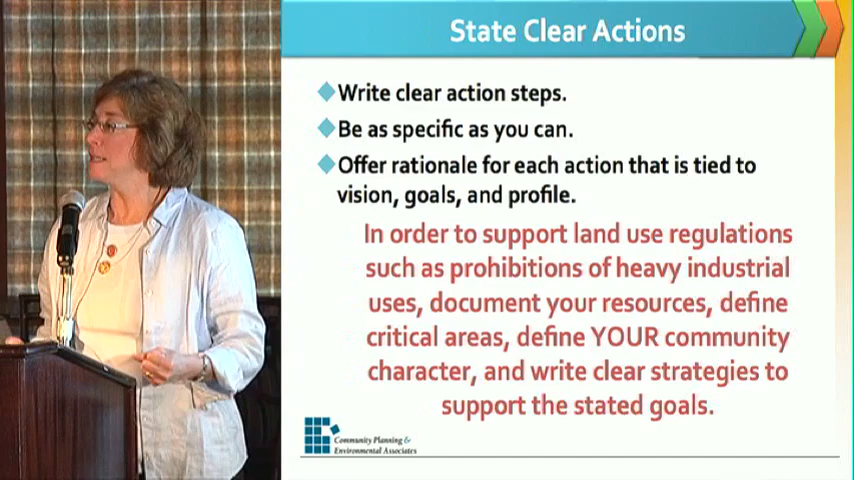 State Clear Actions
Write clear action steps.
Be as specific as you can.
Offer rationale for each action that is tied to
vision, goals, and profile.
In order to support land use regulations
such as prohibitions of heavy industrial
uses, document your resources, define
critical areas, define YOUR community
character, and write clear strategies to
support the stated goals.
Community Planning &
Environmental Associates